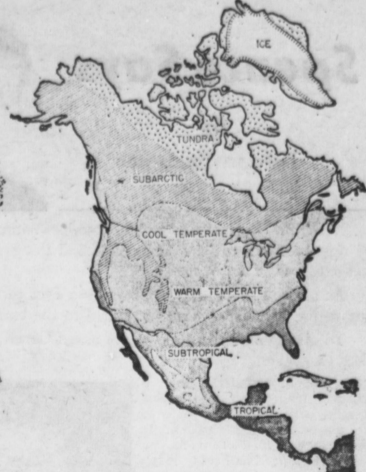 ICE
TUNDRA
SUBARCTIC
COOL TEMPERATE
WARM TEMPERATE
SUBTROPICAL
TROPICAL